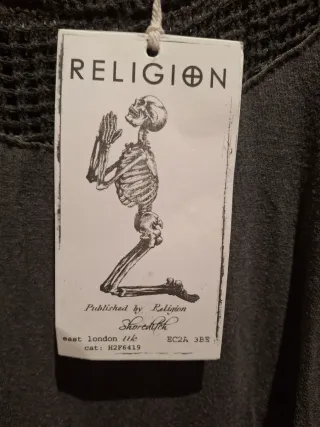 RELIGION
Published by Religion
Shoreditch
east london uk EC2A 3BE
cat: H2F6419